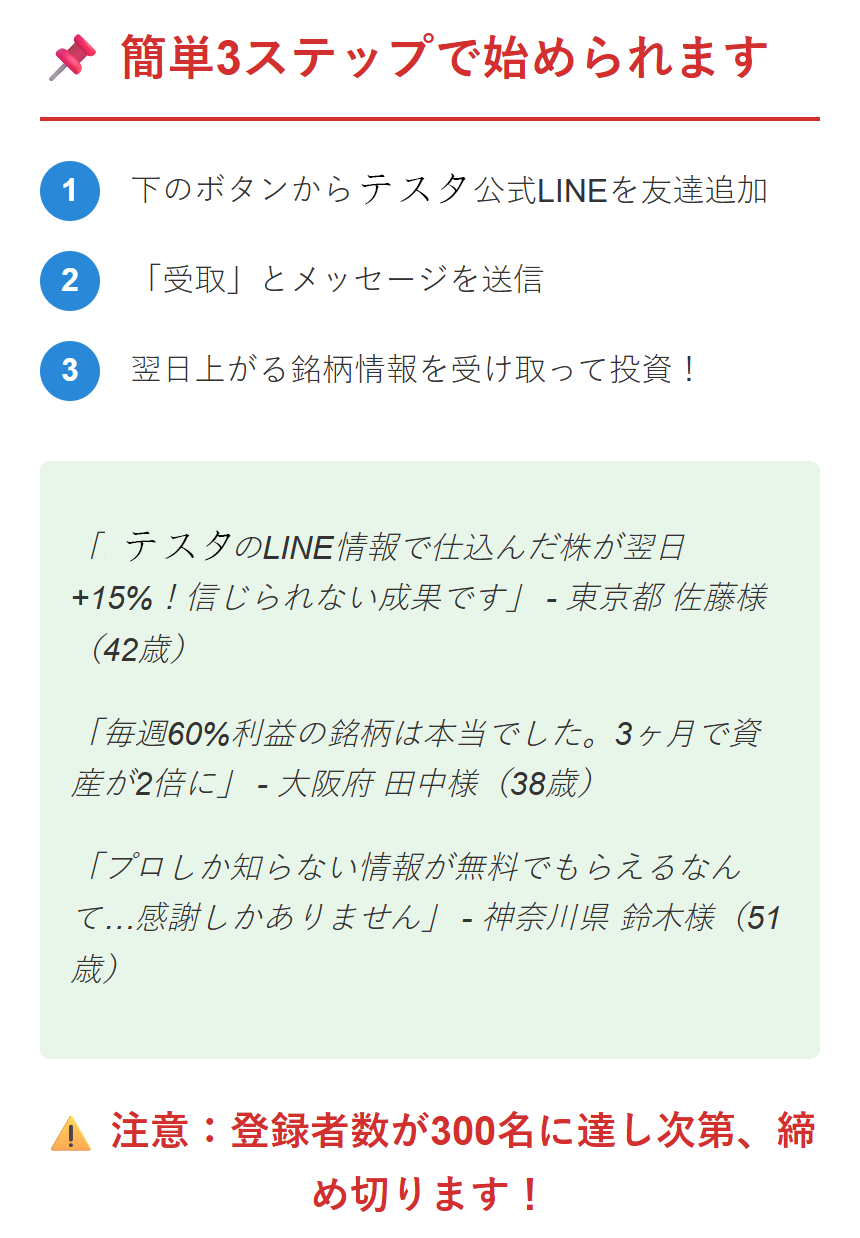 簡単3ステップで始められます
1 下のボタンからテスタ公式LINEを友達追加
2 「受取」とメッセージを送信
3 翌日上がる銘柄情報を受け取って投資！
「テスタのLINE情報で仕込んだ株が翌日
+15%！信じられない成果です」 - 東京都 佐藤様
（42歳）
「毎週60%利益の銘柄は本当でした。3ヶ月で資
産が2倍に」 - 大阪府 田中様（38歳）
「プロしか知らない情報が無料でもらえるなん
て…感謝しかありません」 - 神奈川県 鈴木様（51
歳）
注意：登録者数が300名に達し次第、締
め切ります！